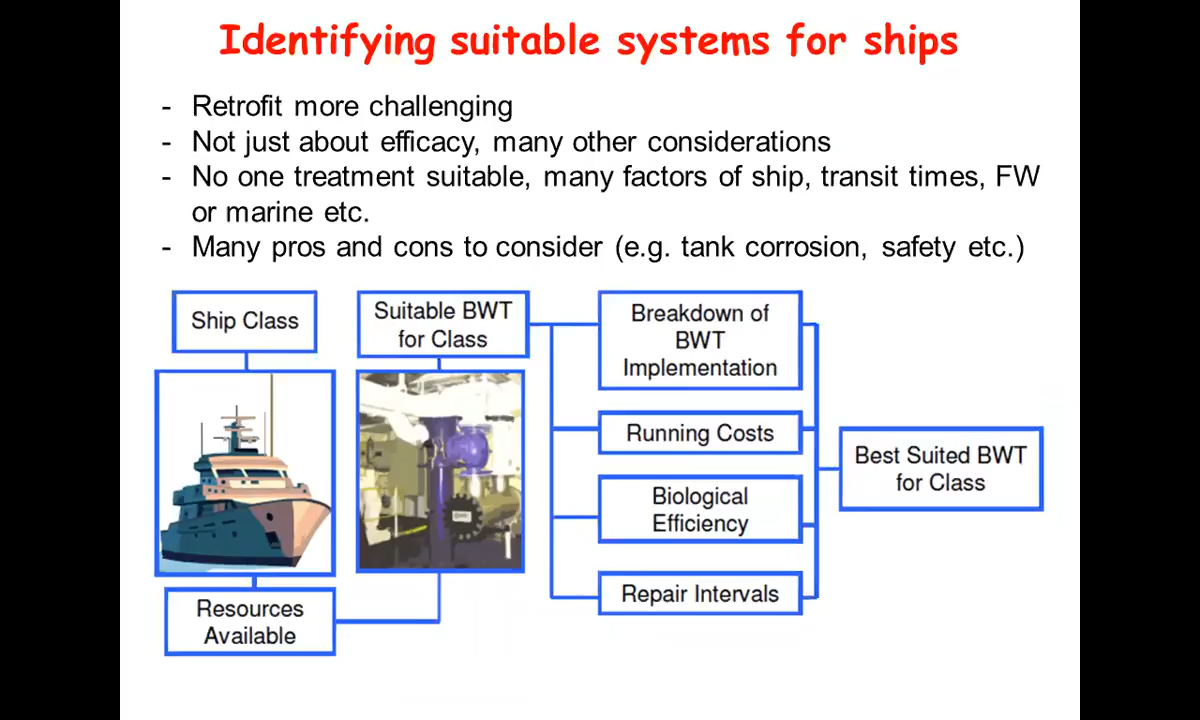 Identifying suitable systems for ships
- Retrofit more challenging
- Not just about efficacy, many other considerations
- No one treatment suitable, many factors of ship, transit times, FW
or marine etc.
- Many pros and cons to consider (e.g. tank corrosion, safety etc.)
Ship Class
Resources
Available
Suitable BWT
for Class
Breakdown of
BWT
Implementation
Running Costs
Biological
Efficiency
Repair Intervals
Best Suited BWT
for Class